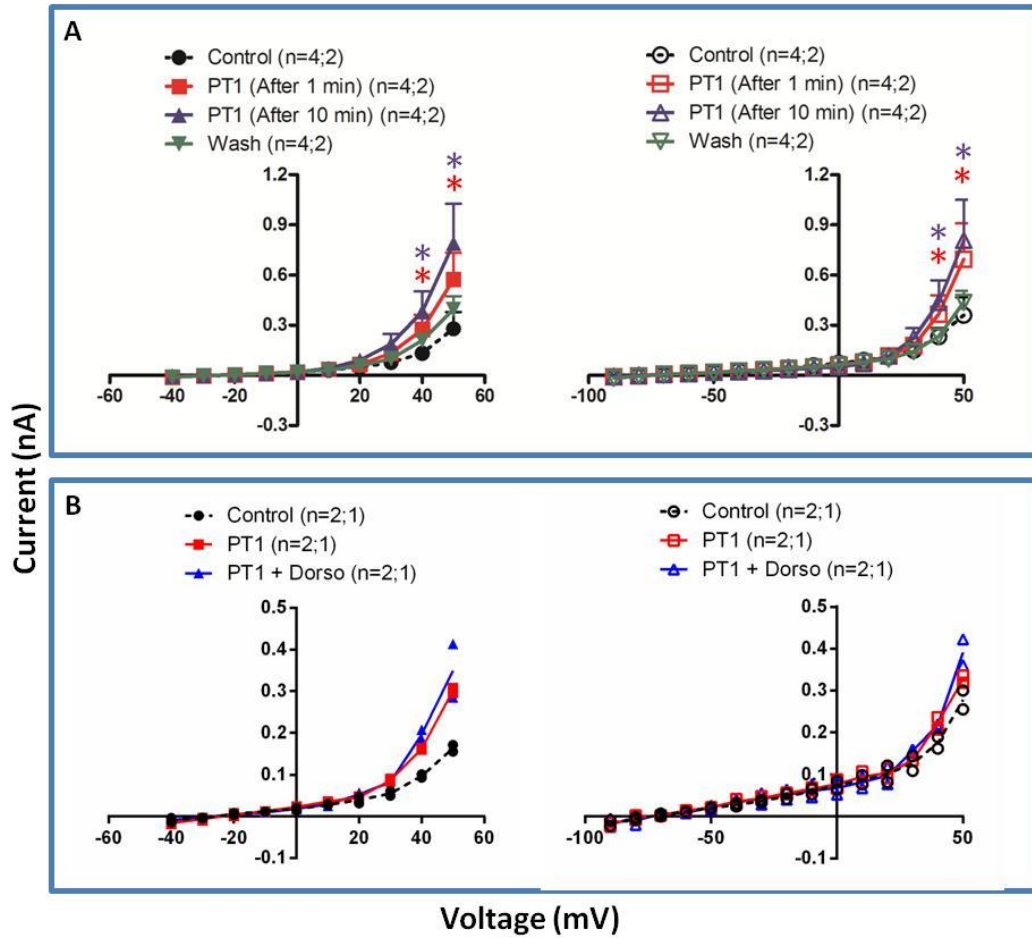 A
Control (n=4;2)
PT1 (After 1 min) (n=4;2)
PT1 (After 10 min) (n=4;2)
Wash (n=4;2)
* *
* *
1.2
0.9
0.6
0.3
-0.3
-60 -40 -20 20 40 60
Control (n=4;2)
PT1 (After 1 min) (n=4;2)
PT1 (After 10 min) (n=4;2)
Wash (n=4;2)
* *
* *
1.2
0.9
0.6
0.3
-0.3
-100 -50 50
B
Control (n=2;1)
PT1 (n=2;1)
PT1 + Dorso (n=2;1)
0.5
0.4
0.3
0.2
0.1
-0.1
-60 -40 -20 20 40 60
Control (n=2;1)
PT1 (n=2;1)
PT1 + Dorso (n=2;1)
0.5
0.4
0.3
0.2
0.1
-0.1
-100 -50 50
Current (nA)
Voltage (mV)